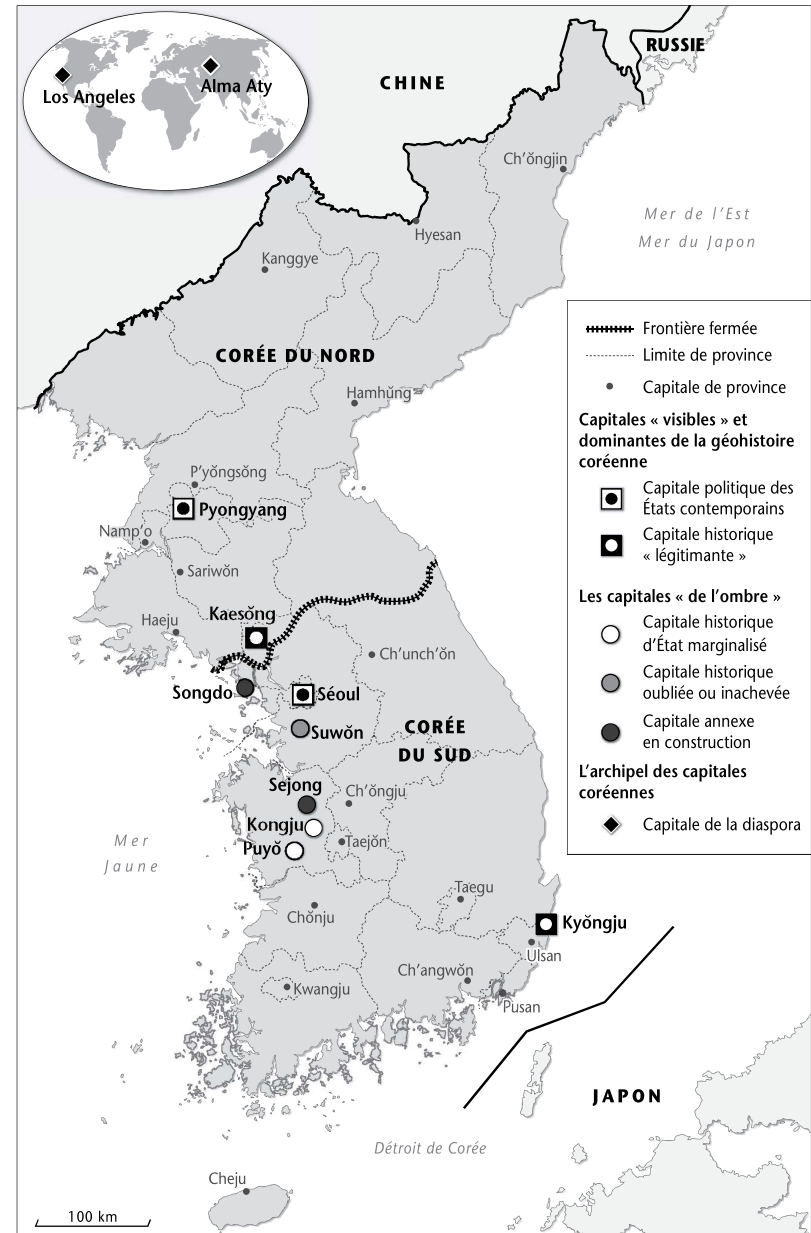 RUSSIE
CHINE
Los Angeles
Alma Aty
Ch'ŏngjin
Mer de l'Est
Mer du Japon
Hyesan
Kanggye
CORÉE DU NORD
Hamhŭng
P'yŏngsŏng
Pyongyang
Namp'o
Sariwŏn
Kaesŏng
Haeju
Ch'unch'ŏn
Songdo
Séoul
Suwŏn
CORÉE
DU SUD
Sejong
Ch'ŏngju
Kongju
Taejŏn
Puyŏ
Mer
Jaune
Taegu
Chŏnju
Kyŏngju
Ulsan
Ch'angwŏn
Kwangju
Pusan
JAPON
Détroit de Corée
Cheju
100 km
Frontière fermée
Limite de province
Capitale de province
Capitales « visibles » et
dominantes de la géohistoire
coréenne
Capitale politique des
États contemporains
Capitale historique
« légitimante »
Les capitales « de l'ombre »
Capitale historique
d'État marginalisé
Capitale historique
oubliée ou inachevée
Capitale annexe
en construction
L'archipel des capitales
coréennes
Capitale de la diaspora